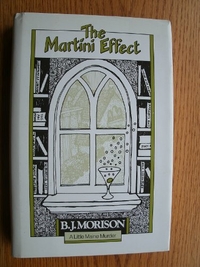 The
Martini Effect
B.J. MORISON
A Little Maine Murder